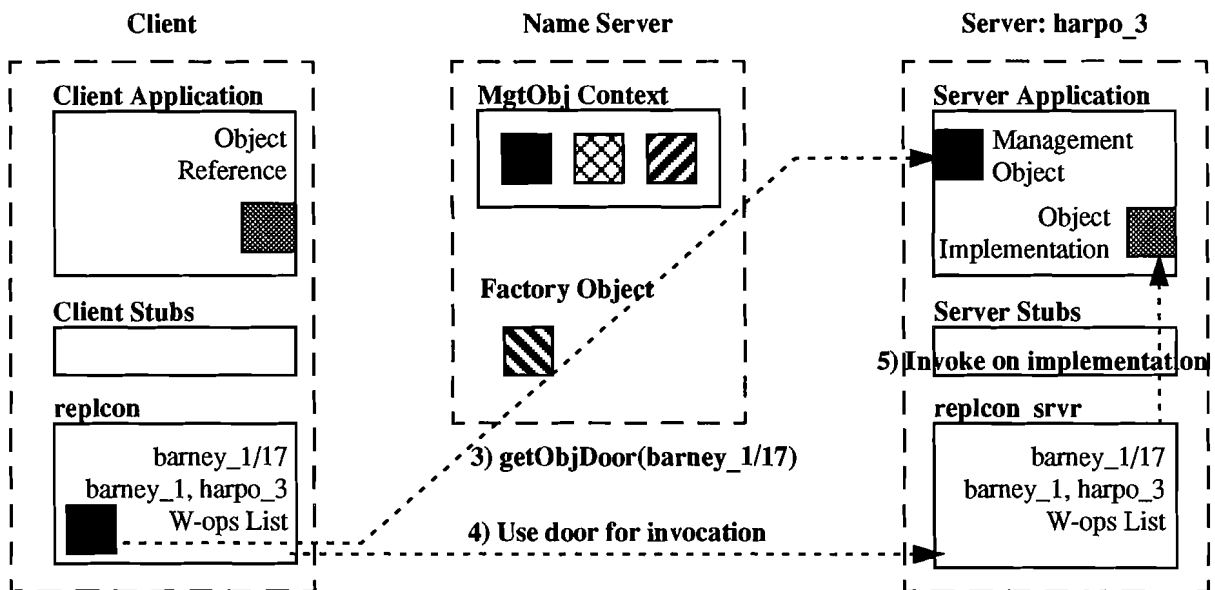 Client
Name Server
Server: harpo_3
Client Application
Object
Reference
Client Stubs
replcon
barney_1/17
barney_1, harpo_3
W-ops List
MgtObj Context
Factory Object
3) getObjDoor(barney_1/17)
4) Use door for invocation
Server Application
Management
Object
Object
Implementation
Server Stubs
5) Invoke on implementation
replcon_srvr
barney_1/17
barney_1, harpo_3
W-ops List